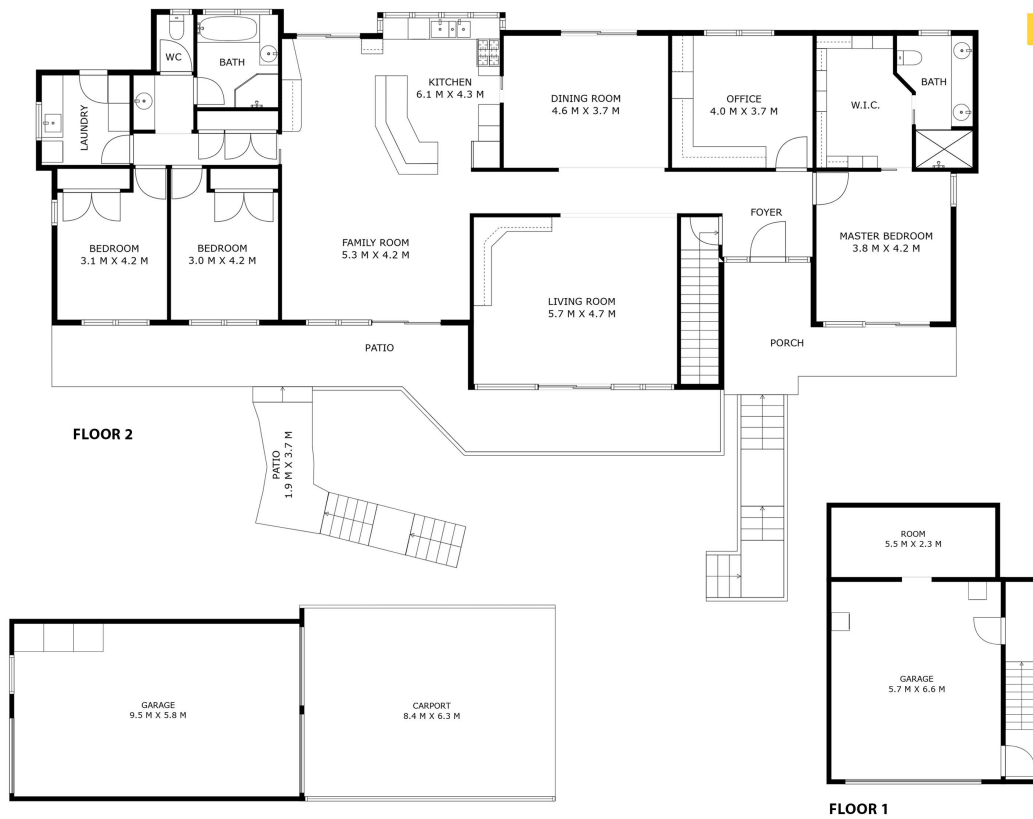 WC
BATH
KITCHEN
6.1 M X 4.3 M
DINING ROOM
4.6 M X 3.7 M
OFFICE
4.0 M X 3.7 M
W.I.C.
BATH
LAUNDRY
BEDROOM
3.1 M X 4.2 M
BEDROOM
3.0 M X 4.2 M
FAMILY ROOM
5.3 M X 4.2 M
FOYER
MASTER BEDROOM
3.8 M X 4.2 M
LIVING ROOM
5.7 M X 4.7 M
PATIO
PORCH
FLOOR 2
PATIO
1.9 M X 3.7 M
ROOM
5.5 M X 2.3 M
GARAGE
9.5 M X 5.8 M
CARPORT
8.4 M X 6.3 M
GARAGE
5.7 M X 6.6 M
FLOOR 1